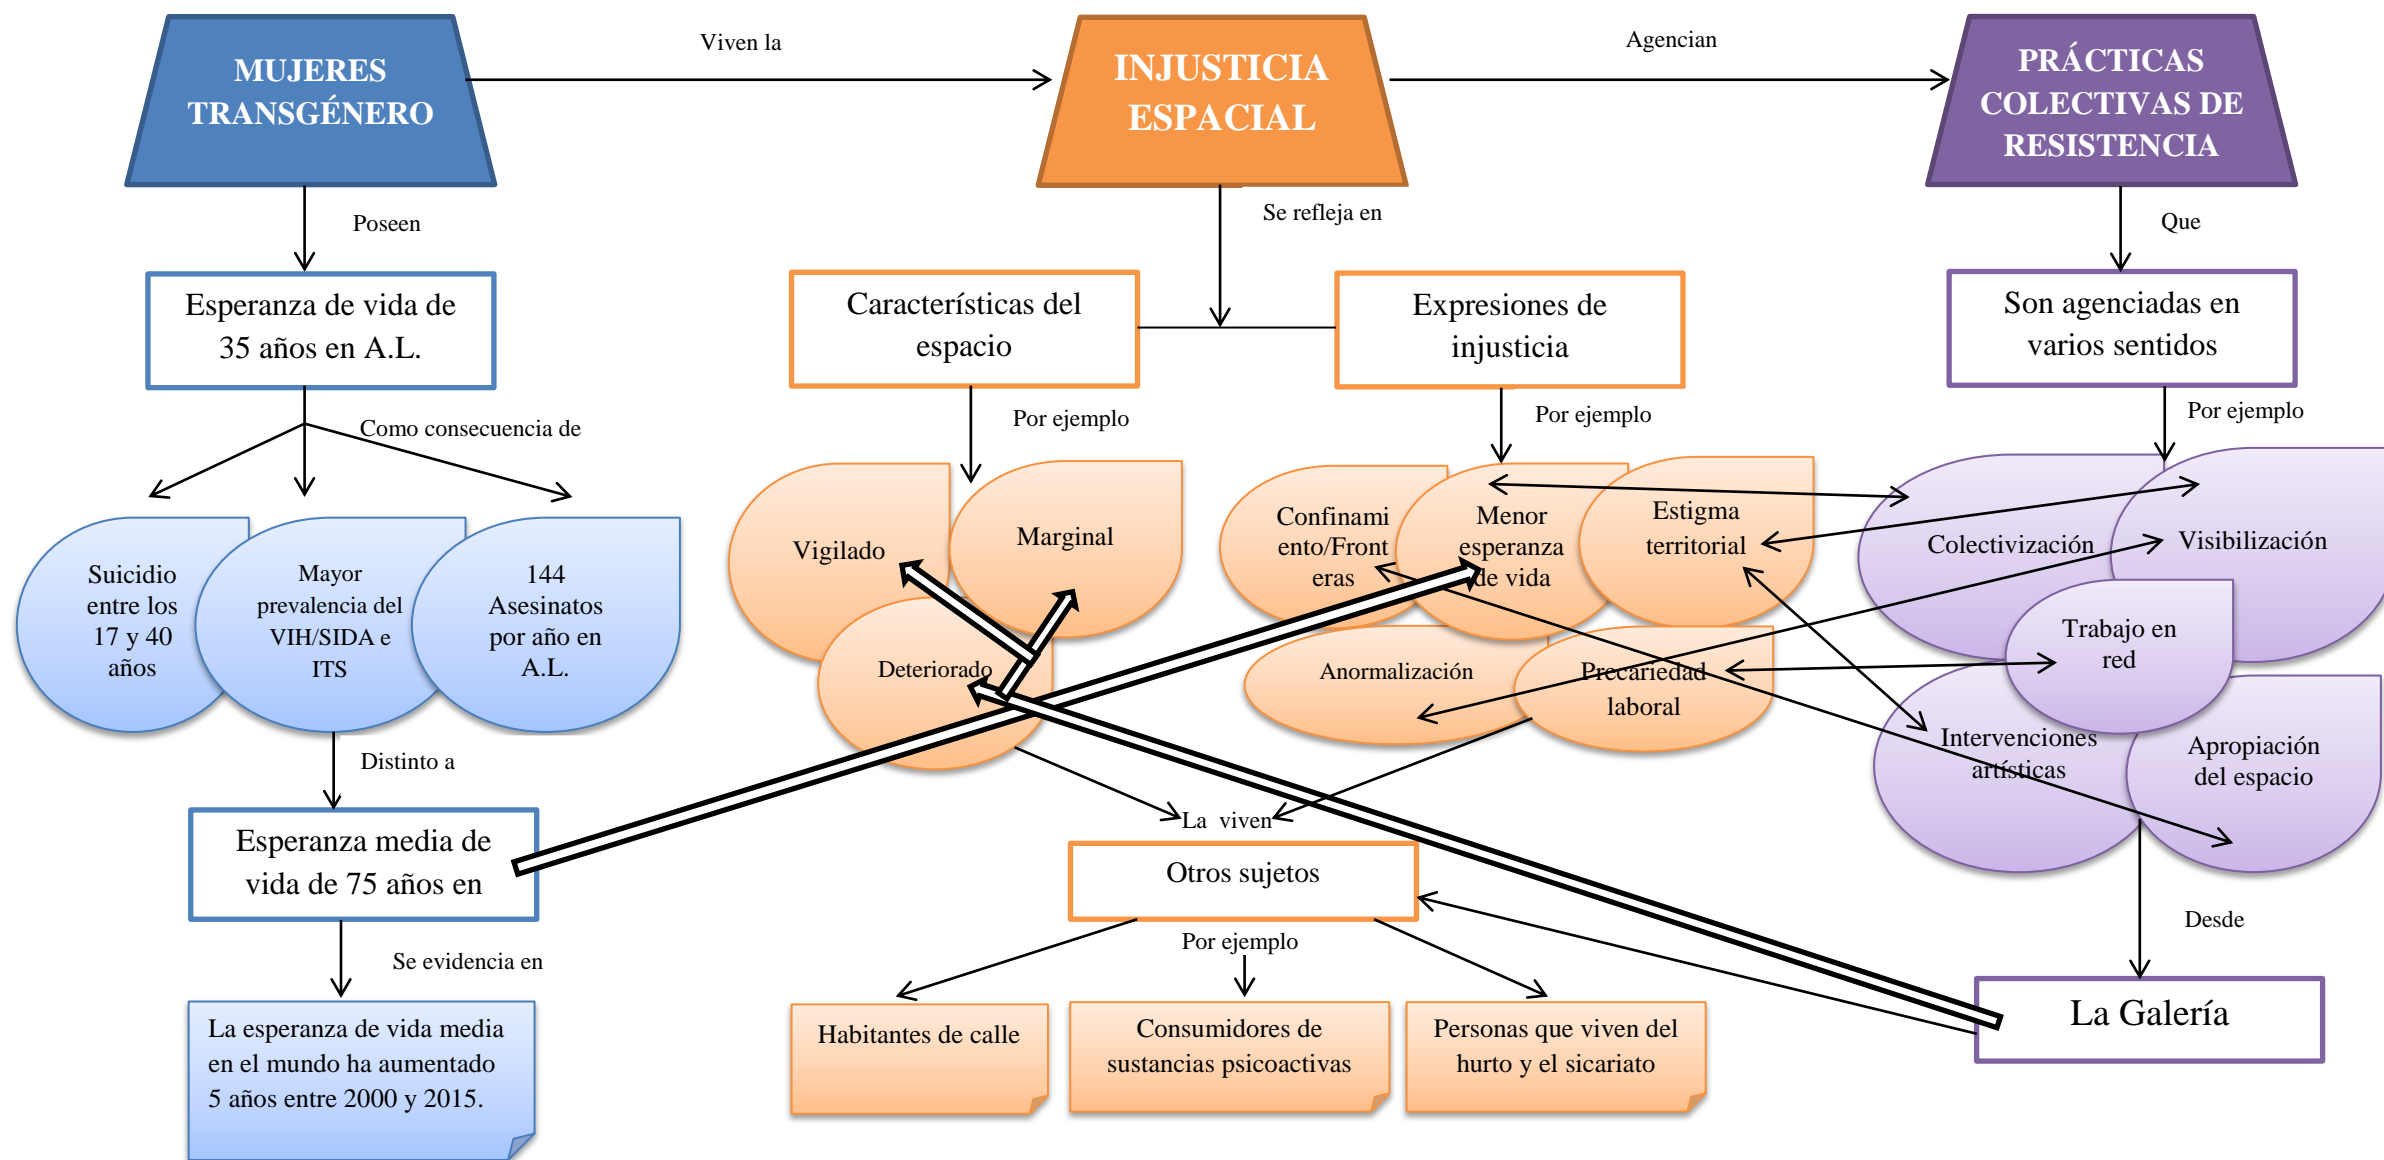 MUJERES
TRANSGÉNERO
Viven la
INJUSTICIA
ESPACIAL
Agencian
PRÁCTICAS
COLECTIVAS DE
RESISTENCIA
Poseen
Se refleja en
Que
Esperanza de vida de
35 años en A.L.
Características del
espacio
Expresiones de
injusticia
Son agenciadas en
varios sentidos
Como consecuencia de
Por ejemplo
Por ejemplo
Por ejemplo
Suicidio
entre los
17 y 40
años
Mayor
prevalencia del
VIH/SIDA e
ITS
144
Asesinatos
por año en
A.L.
Vigilado
Marginal
Deteriorado
Confinami
ento/Front
eras
Menor
esperanza
de vida
Estigma
territorial
Anormalización
Precariedad
laboral
Colectivización
Visibilización
Trabajo en
red
Intervenciones
artísticas
Apropiación
del espacio
Distinto a
Esperanza media de
vida de 75 años en
La viven
Otros sujetos
Desde
Se evidencia en
Por ejemplo
La Galería
La esperanza de vida media
en el mundo ha aumentado
5 años entre 2000 y 2015.
Habitantes de calle
Consumidores de
sustancias psicoactivas
Personas que viven del
hurto y el sicariato